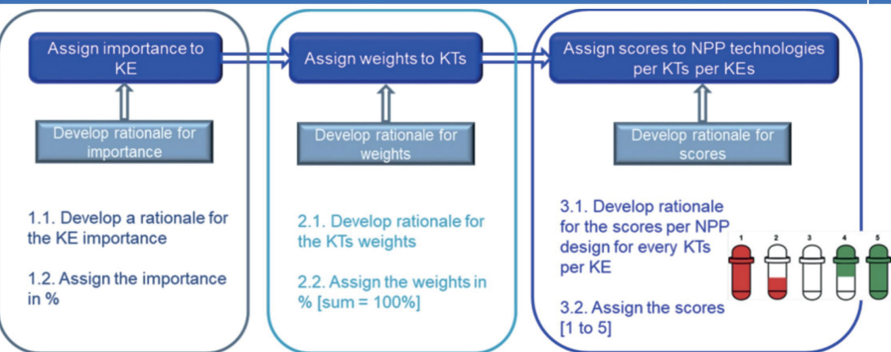 Assign importance to
KE
Develop rationale for
importance
1.1. Develop a rationale for
the KE importance
1.2. Assign the importance
in %
Assign weights to KTs
Develop rationale for
weights
2.1. Develop rationale for
the KTs weights
2.2. Assign the weights in
% [sum = 100%]
Assign scores to NPP technologies
per KTs per KEs
Develop rationale for
scores
3.1. Develop rationale
for the scores per NPP
design for every KTs
per KE
3.2. Assign the scores
[1 to 5]
1 2 3 4 5